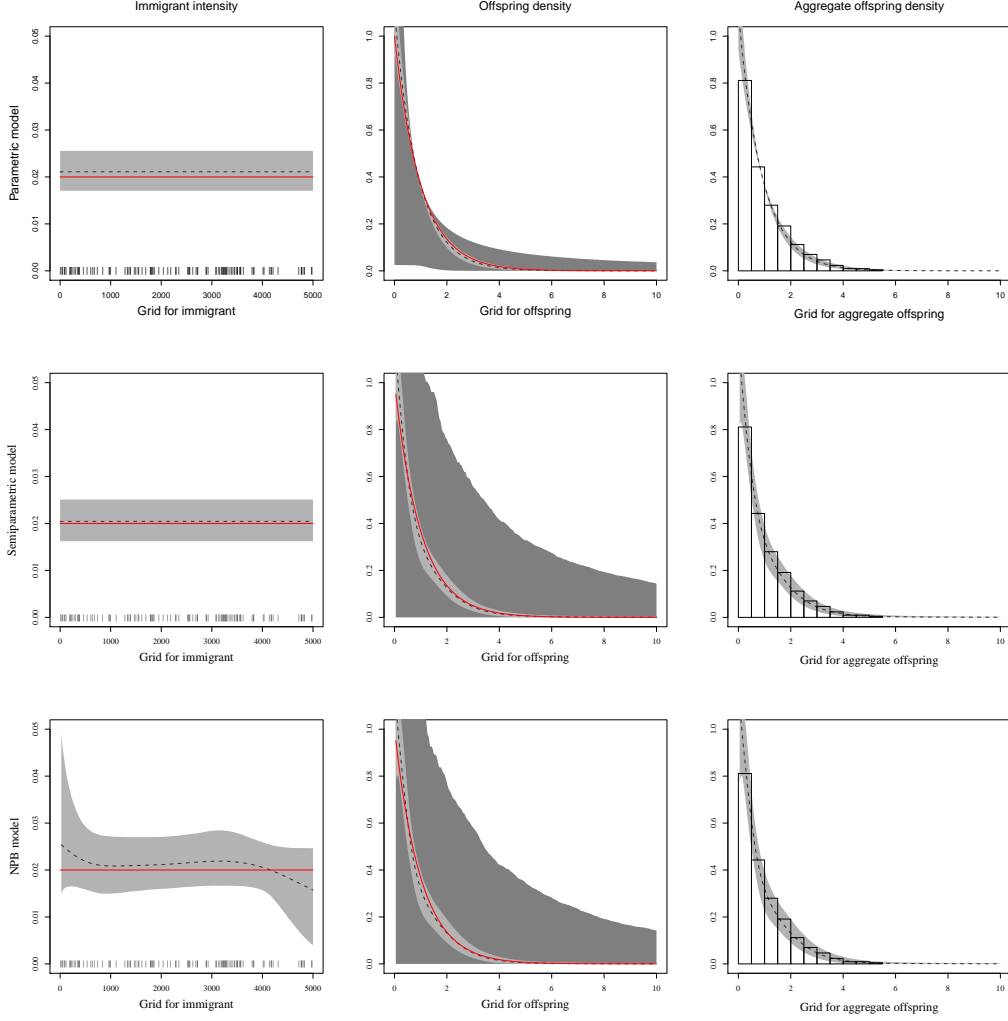 Immigrant intensity
Offspring density
Aggregate offspring density
Parametric model
0.00 0.01 0.02 0.03 0.04 0.05
0 1000 2000 3000 4000 5000
Grid for immigrant
0.0 0.2 0.4 0.6 0.8 1.0
0 2 4 6 8 10
Grid for offspring
0.0 0.2 0.4 0.6 0.8 1.0
0 2 4 6 8 10
Grid for aggregate offspring
Semiparametric model
0.00 0.01 0.02 0.03 0.04 0.05
0 1000 2000 3000 4000 5000
Grid for immigrant
0.0 0.2 0.4 0.6 0.8 1.0
0 2 4 6 8 10
Grid for offspring
0.0 0.2 0.4 0.6 0.8 1.0
0 2 4 6 8 10
Grid for aggregate offspring
NPB model
0.00 0.01 0.02 0.03 0.04 0.05
0 1000 2000 3000 4000 5000
Grid for immigrant
0.0 0.2 0.4 0.6 0.8 1.0
0 2 4 6 8 10
Grid for offspring
0.0 0.2 0.4 0.6 0.8 1.0
0 2 4 6 8 10
Grid for aggregate offspring